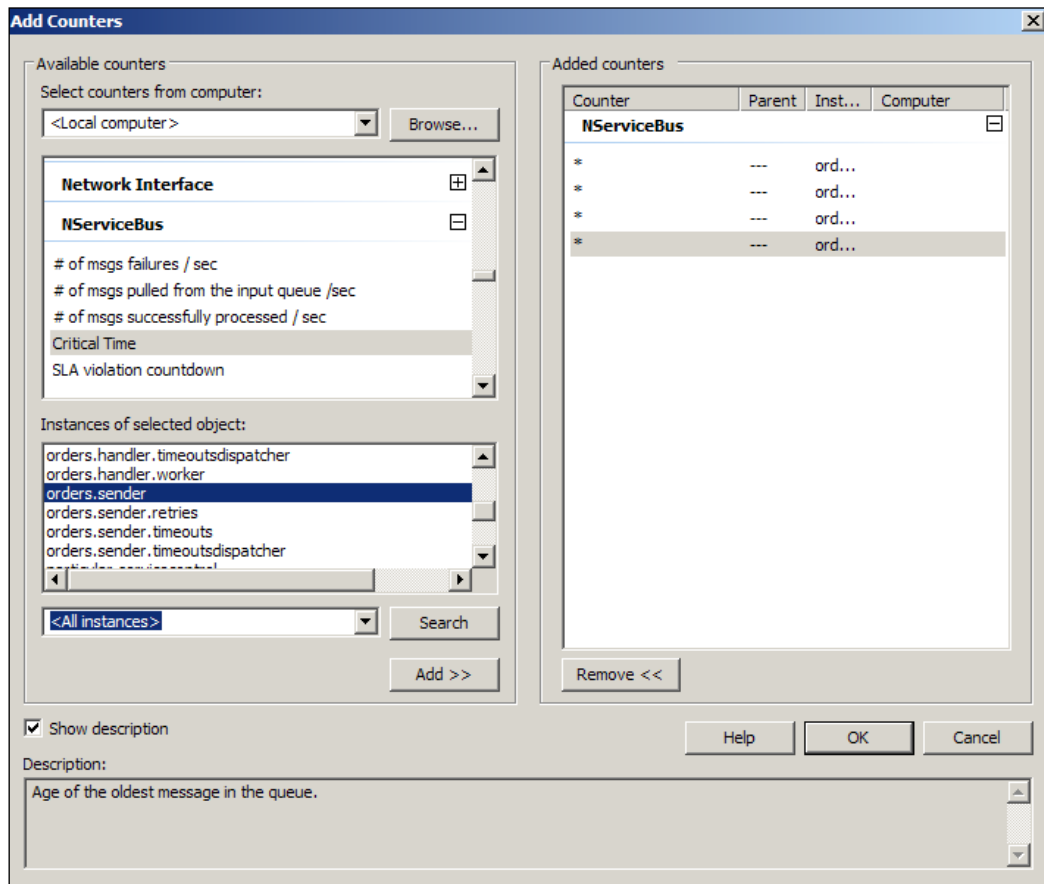 Add Counters
Available counters
Select counters from computer:
<Local computer>
Browse...
Network Interface
NServiceBus
# of msgs failures / sec
# of msgs pulled from the input queue /sec
# of msgs successfully processed / sec
Critical Time
SLA violation countdown
Instances of selected object:
orders.handler.timeoutsdispatcher
orders.handler.worker
orders.sender
orders.sender.retries
orders.sender.timeouts
orders.sender.timeoutsdispatcher
<All instances>
Search
Add >>
Added counters
Counter Parent Inst... Computer
NServiceBus
* --- ord...
* --- ord...
* --- ord...
* --- ord...
Remove <<
Show description
Help
OK
Cancel
Description:
Age of the oldest message in the queue.